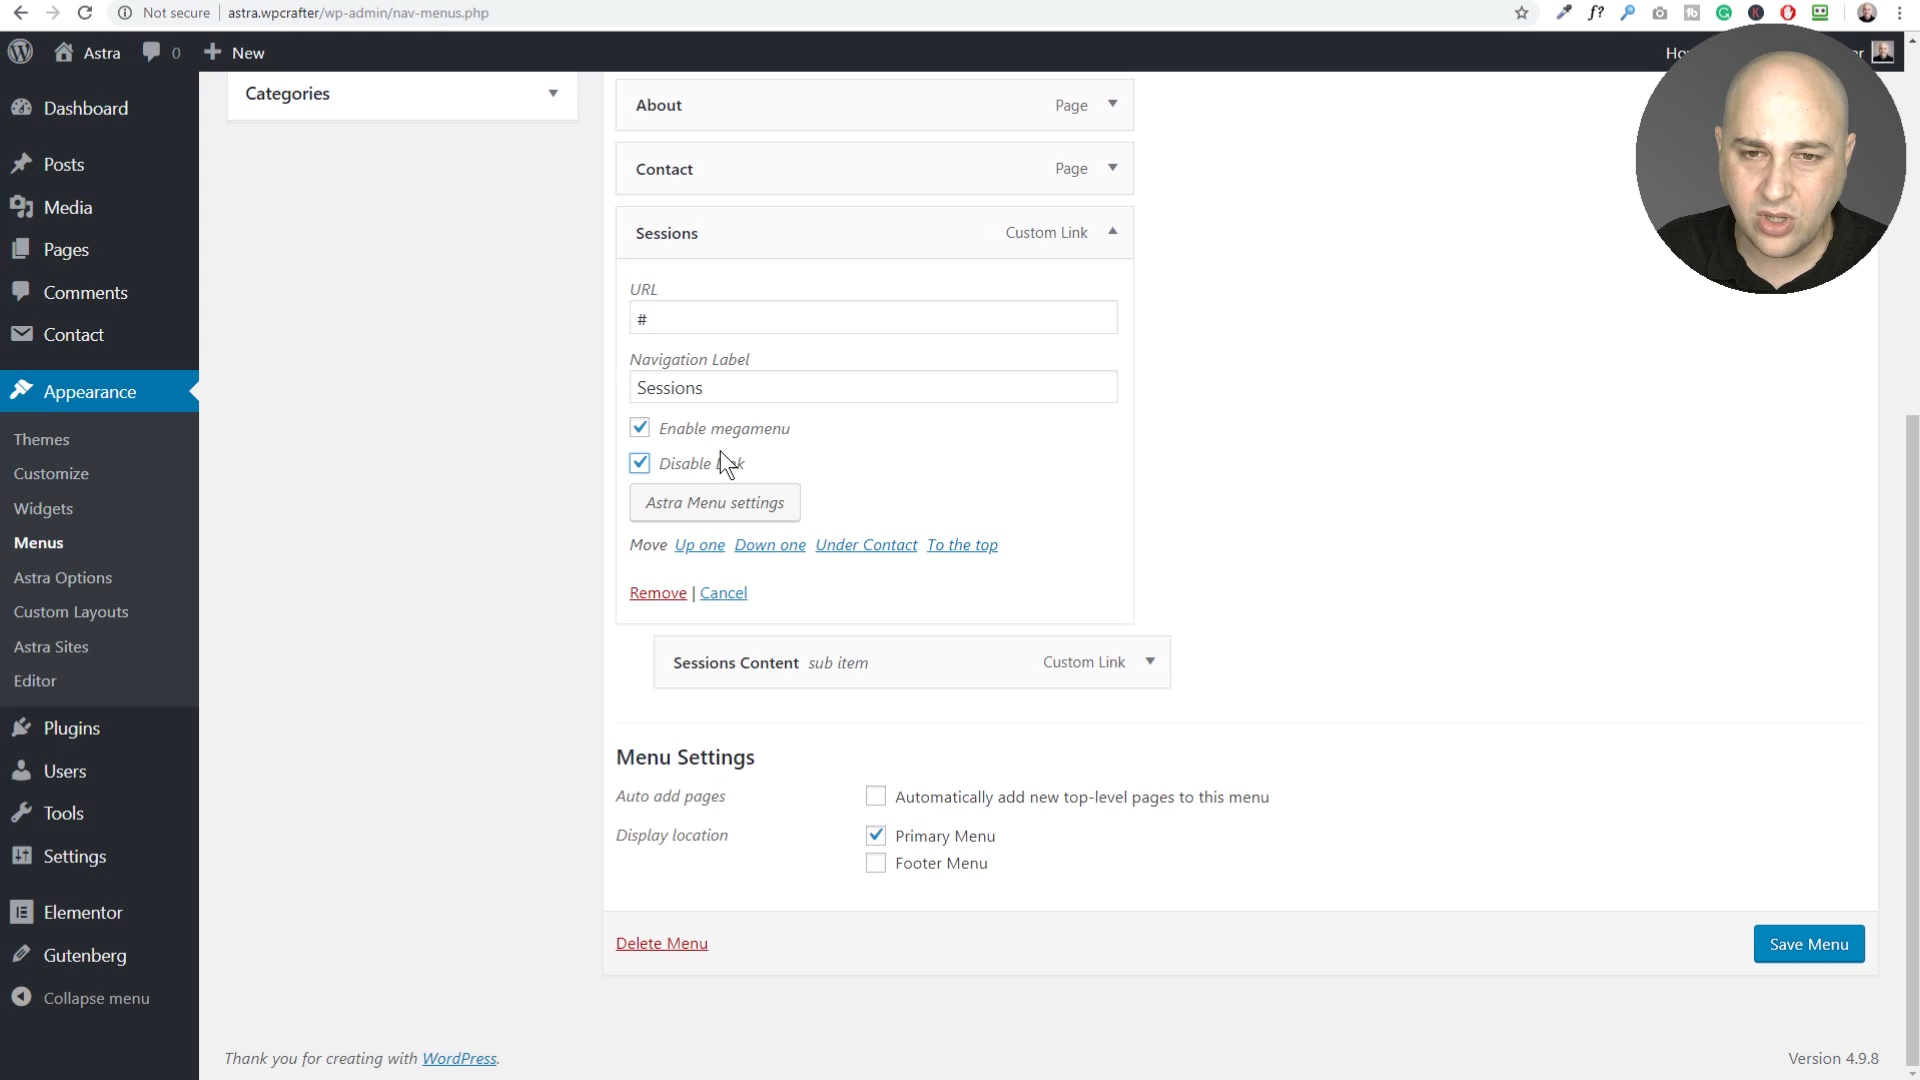 Not secure | astra.wpcrafter/wp-admin/nav-menus.php
Astra 0 New
Dashboard
Posts
Media
Pages
Comments
Contact
Appearance
Themes
Customize
Widgets
Menus
Astra Options
Custom Layouts
Astra Sites
Editor
Plugins
Users
Tools
Settings
Elementor
Gutenberg
Collapse menu
Categories
About Page
Contact Page
Sessions Custom Link
URL
#
Navigation Label
Sessions
Enable megamenu
Disable
Astra Menu settings
Move Up one Down one Under Contact To the top
Remove | Cancel
Sessions Content sub item Custom Link
Menu Settings
Auto add pages Automatically add new top-level pages to this menu
Display location Primary Menu
Footer Menu
Delete Menu Save Menu
Thank you for creating with WordPress. Version 4.9.8